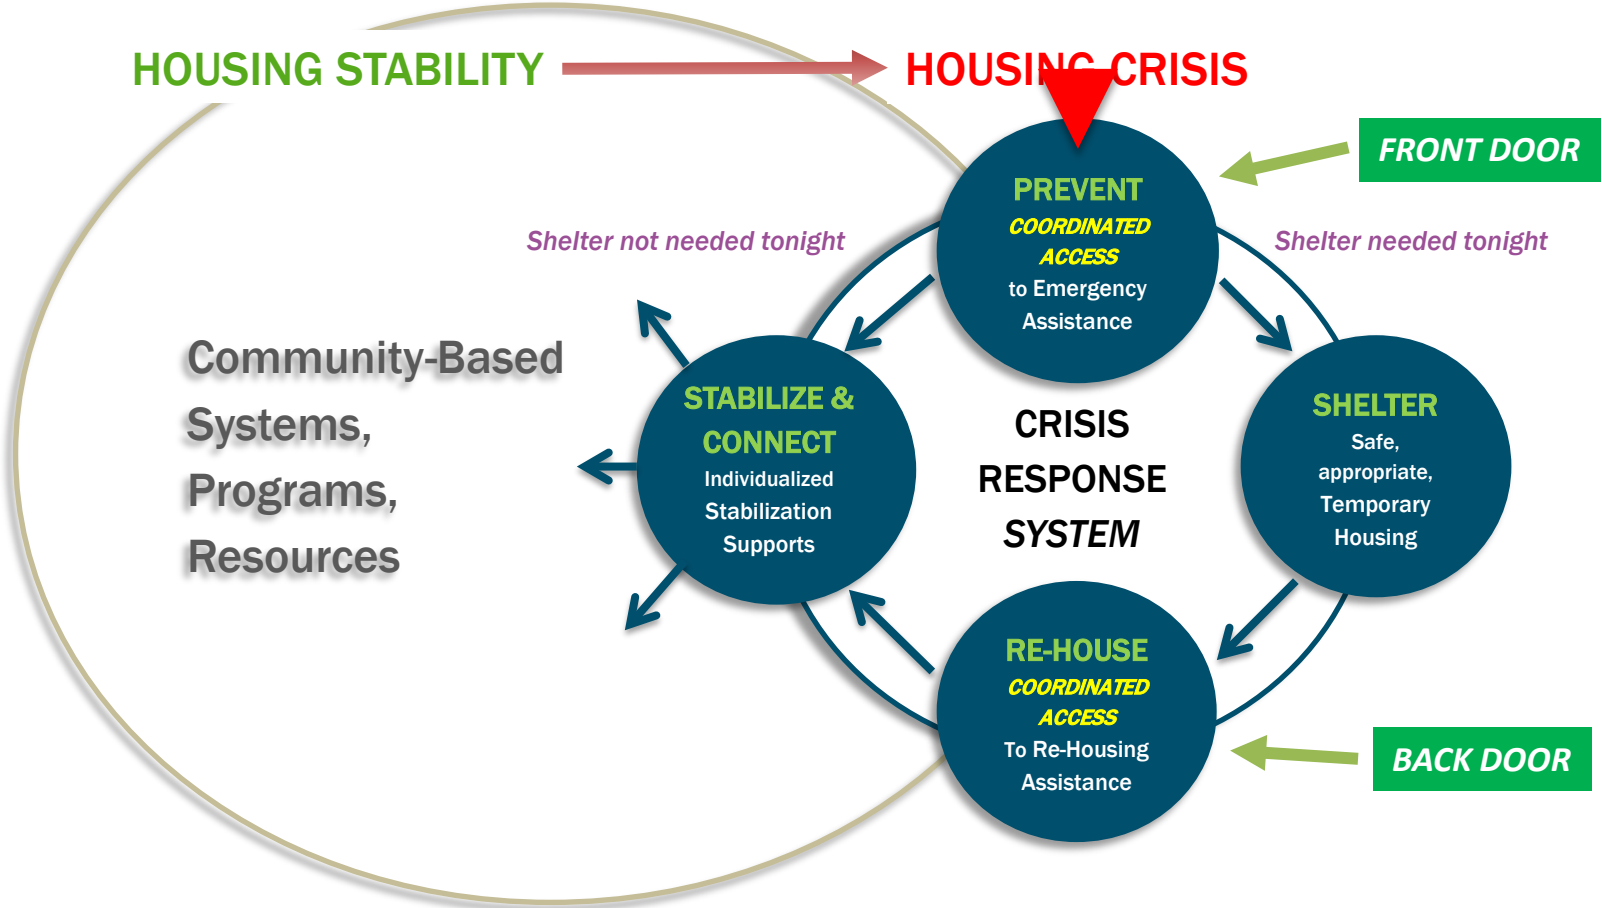 HOUSING STABILITY
HOUSING CRISIS
FRONT DOOR
PREVENT
COORDINATED
ACCESS
to Emergency
Assistance
Shelter not needed tonight
Shelter needed tonight
Community-Based
Systems,
Programs,
Resources
STABILIZE &
CONNECT
Individualized
Stabilization
Supports
CRISIS
RESPONSE
SYSTEM
SHELTER
Safe,
appropriate,
Temporary
Housing
RE-HOUSE
COORDINATED
ACCESS
To Re-Housing
Assistance
BACK DOOR